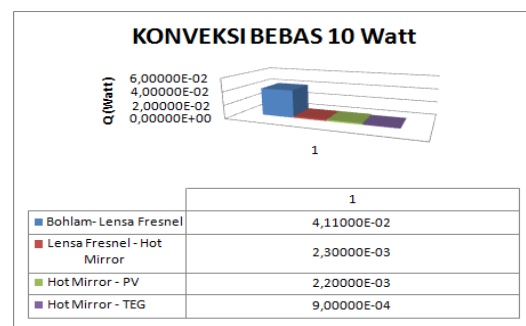 KONVEKSI BEBAS 10 Watt
Q(Watt)
6,00000E-02
4,00000E-02
2,00000E-02
0,00000E+00
1
1
Bohlam- Lensa Fresnel 4,11000E-02
Lensa Fresnel - Hot
Mirror 2,30000E-03
Hot Mirror - PV 2,20000E-03
Hot Mirror - TEG 9,00000E-04